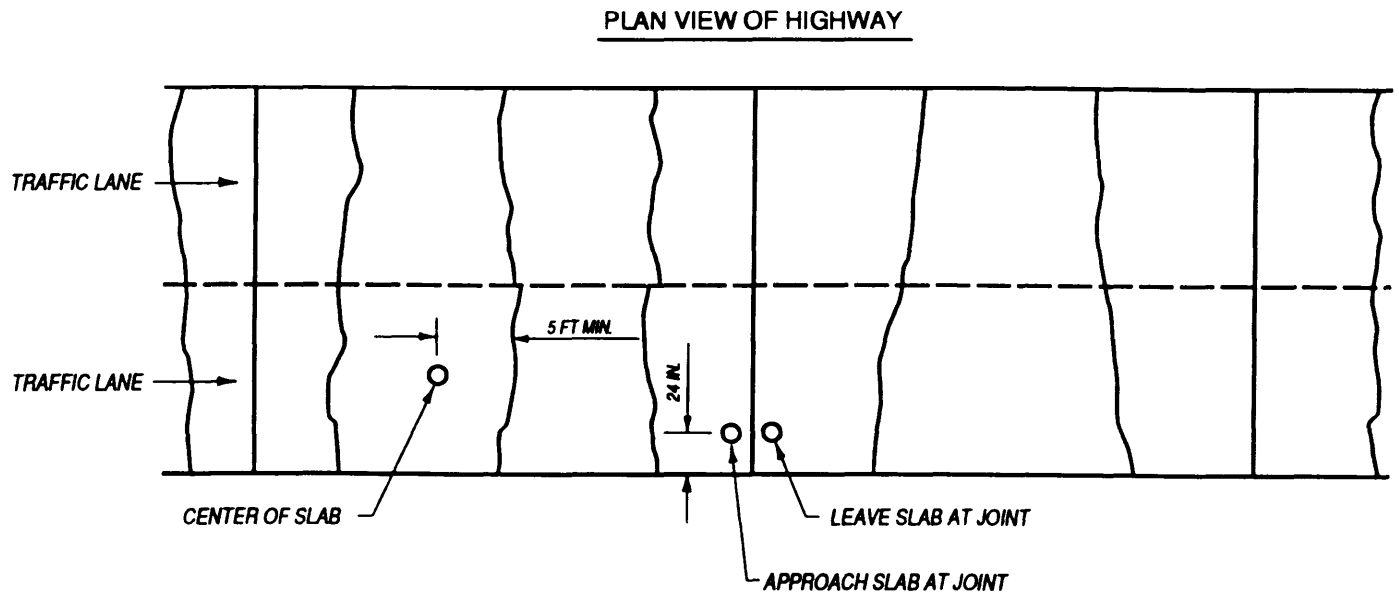 PLAN VIEW OF HIGHWAY
TRAFFIC LANE
5 FT MIN.
24 IN.
TRAFFIC LANE
CENTER OF SLAB
LEAVE SLAB AT JOINT
APPROACH SLAB AT JOINT